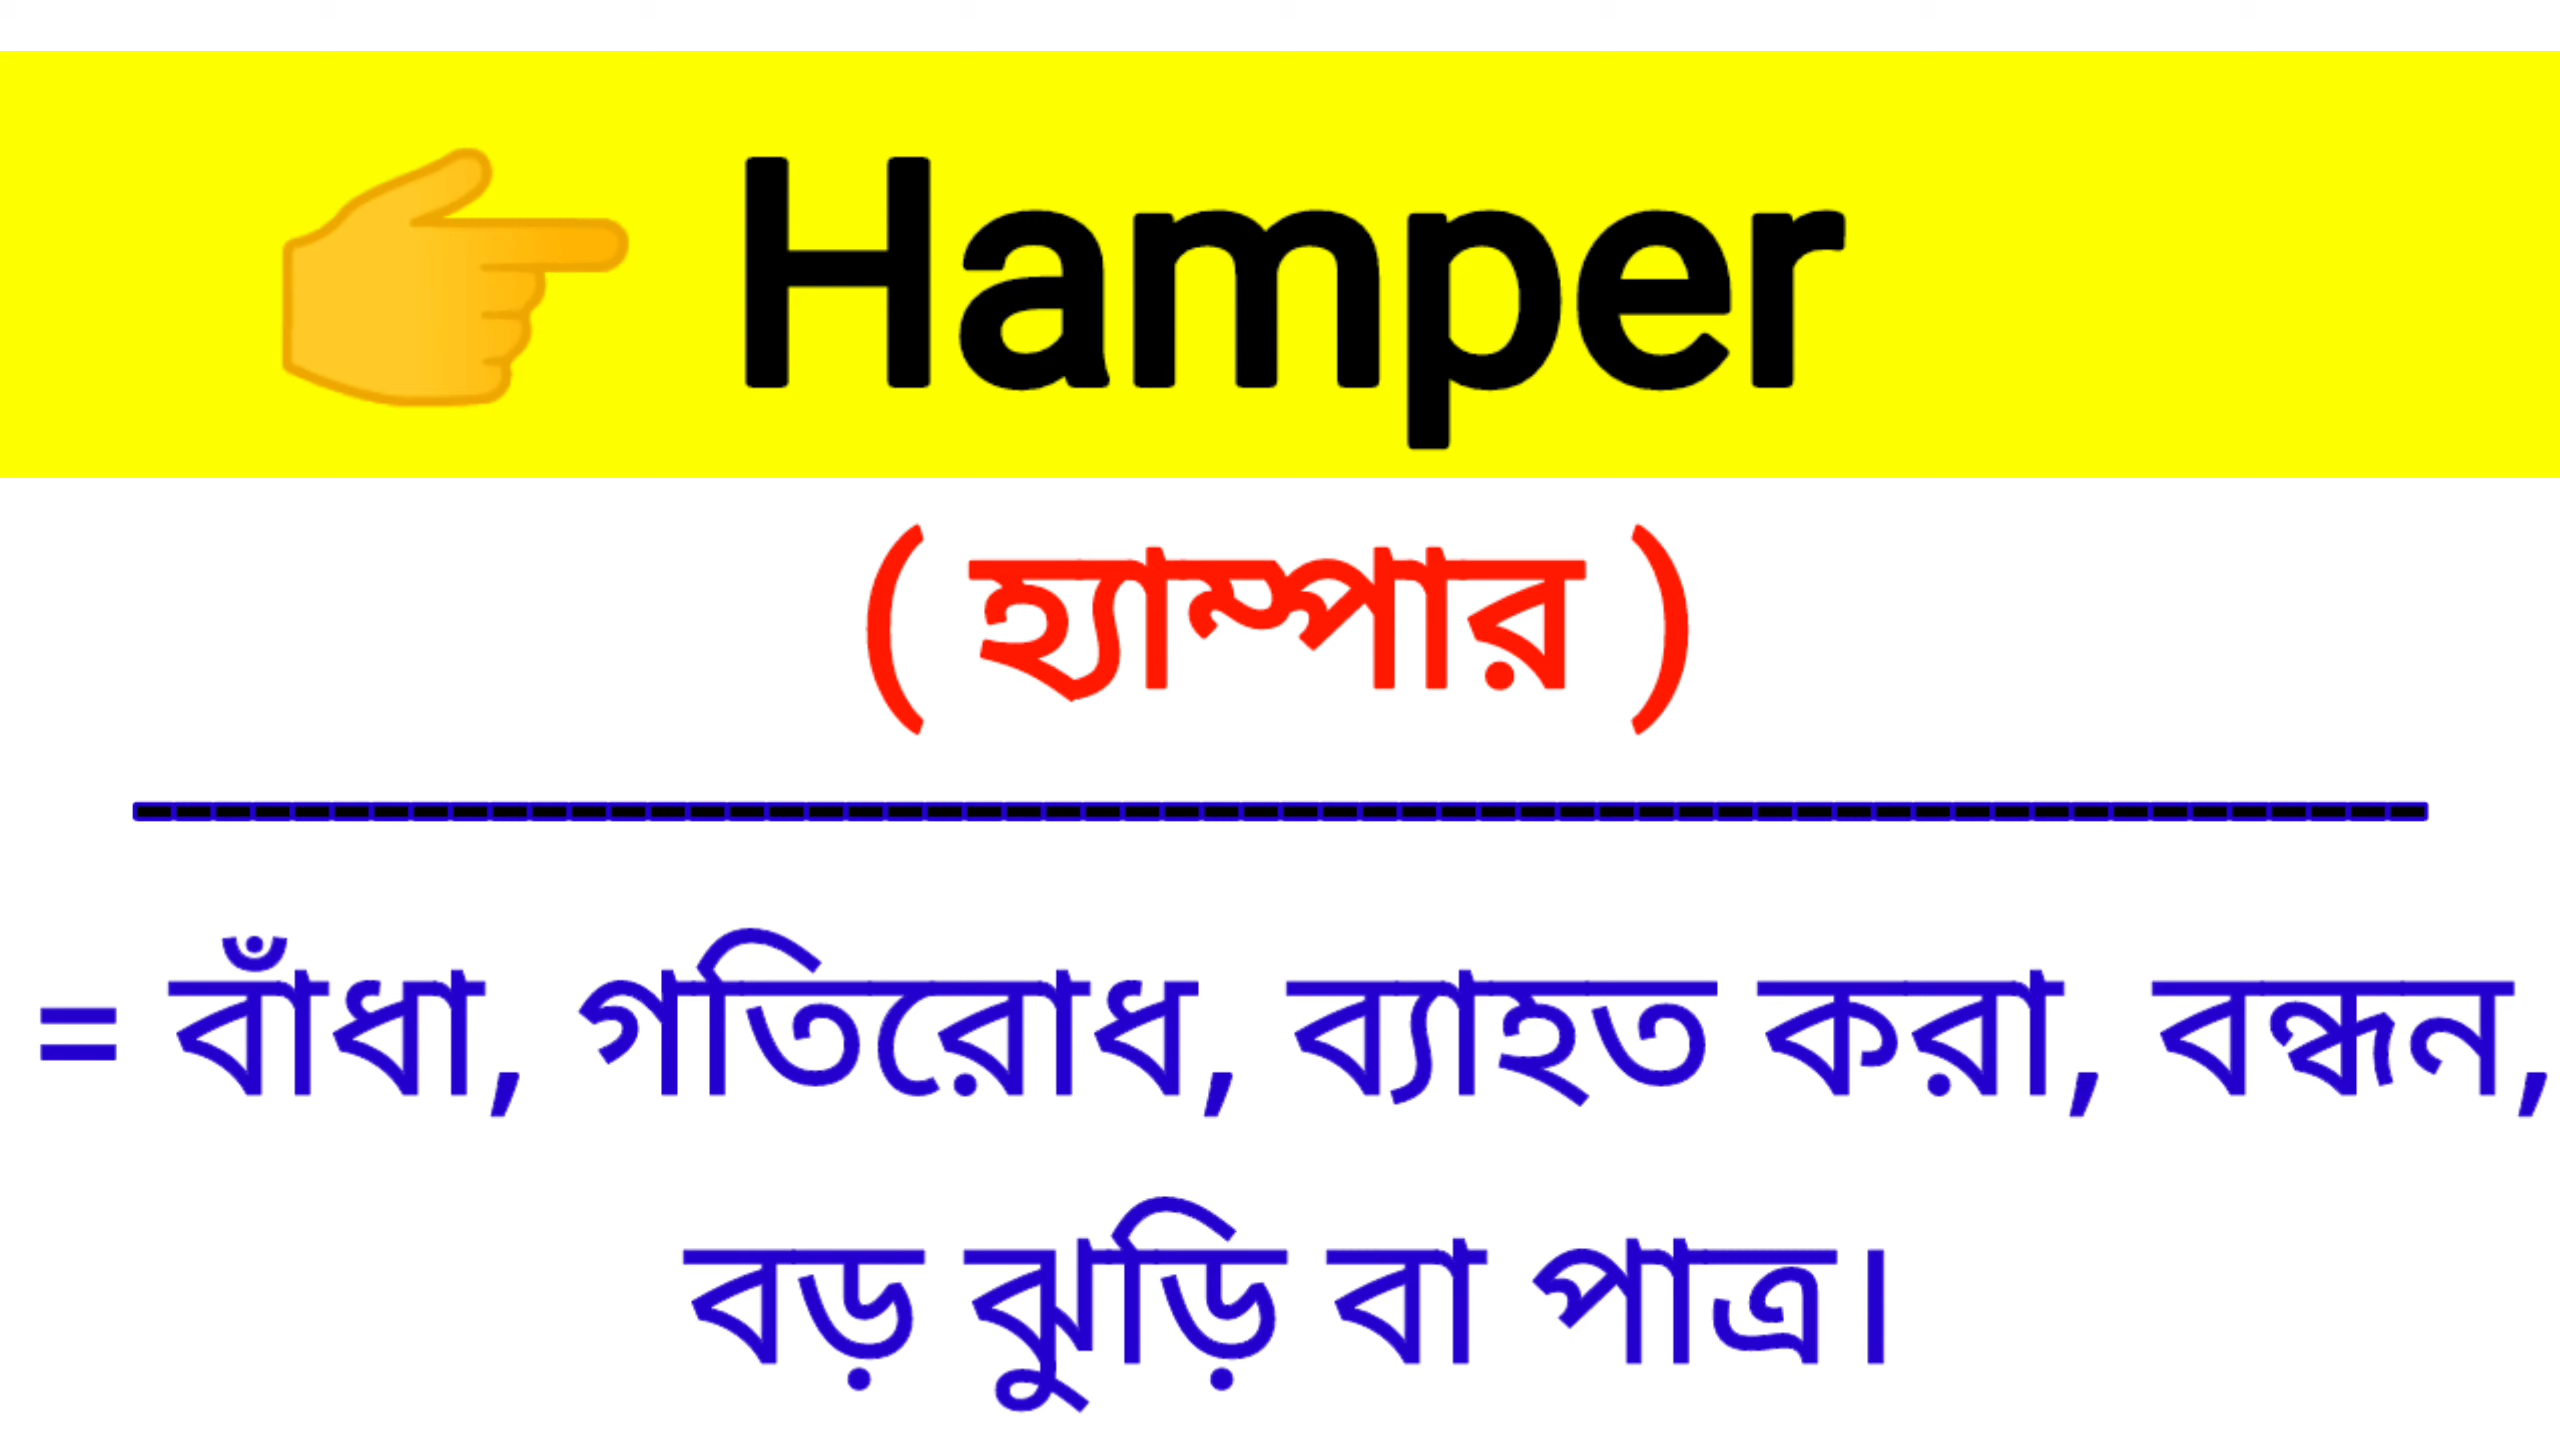 👉 Hamper
( হ্যাম্পার )
----------------------------------------------------------
= বাঁধা, গতিরোধ, ব্যাহত করা, বন্ধন,
বড় ঝুড়ি বা পাত্র।